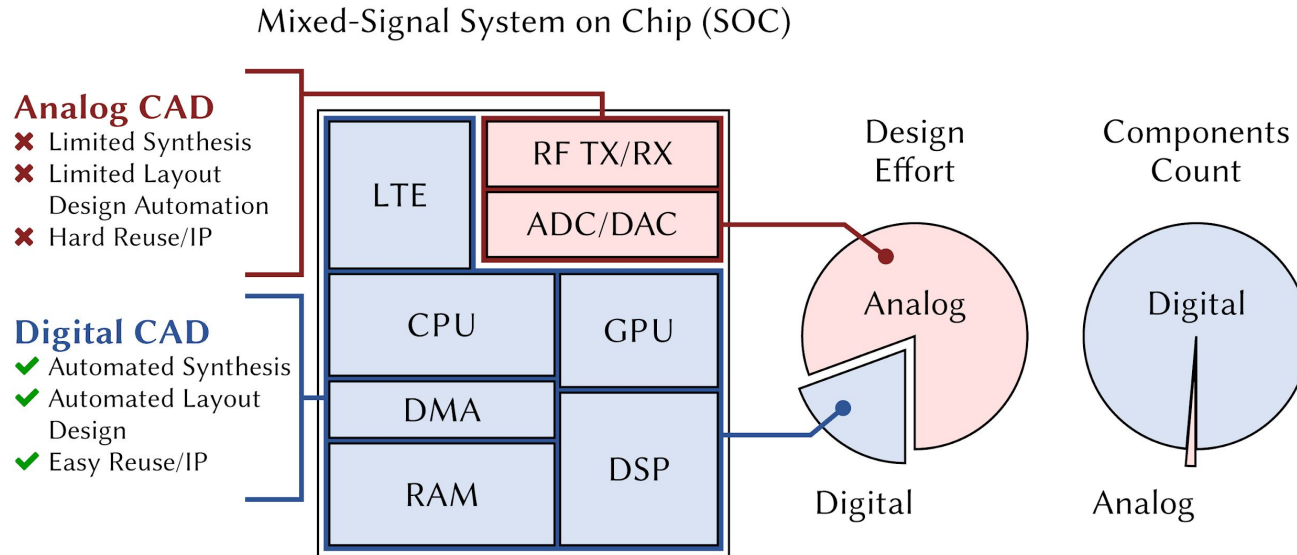 Mixed-Signal System on Chip (SOC)
Analog CAD
Limited Synthesis
Limited Layout
Design Automation
Hard Reuse/IP
Digital CAD
Automated Synthesis
Automated Layout
Design
Easy Reuse/IP
LTE
RF TX/RX
ADC/DAC
CPU
GPU
DMA
RAM
DSP
Design
Effort
Analog
Digital
Components
Count
Digital
Analog